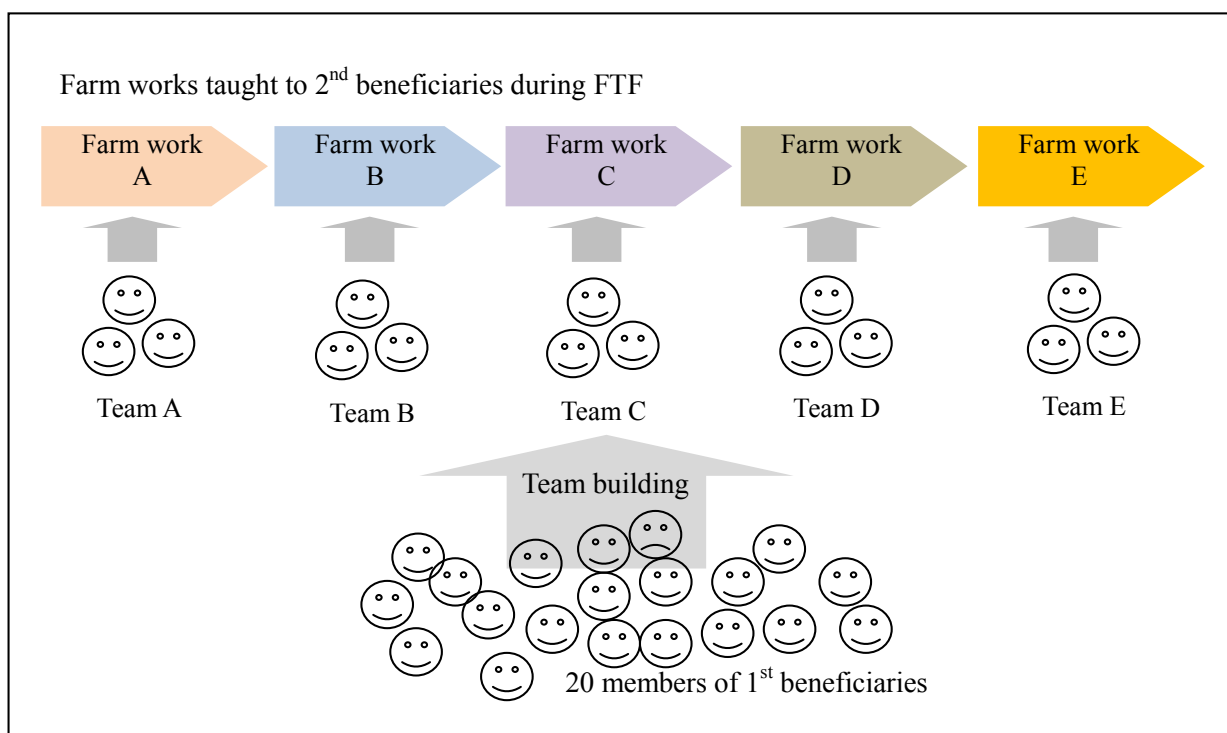 Farm works taught to 2nd beneficiaries during FTF
Farm work
A
Farm work
B
Farm work
C
Farm work
D
Farm work
E
Team A
Team B
Team C
Team D
Team E
Team building
20 members of 1st beneficiaries